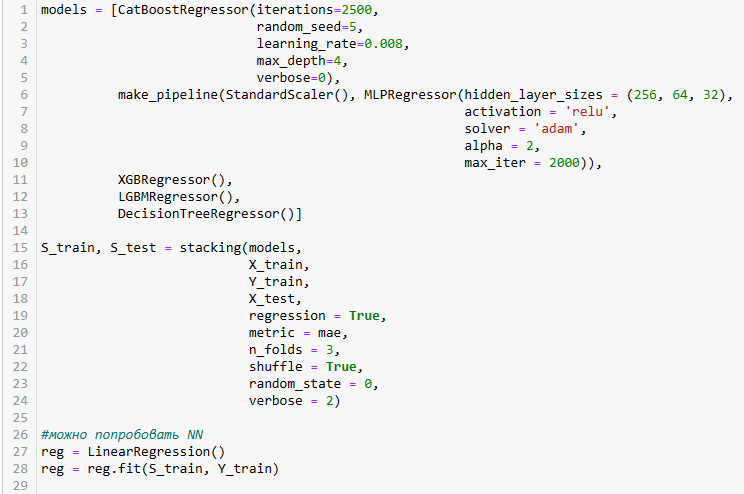 1 models = [CatBoostRegressor(iterations=2500,
2 random_seed=5,
3 learning_rate=0.008,
4 max_depth=4,
5 verbose=0),
6 make_pipeline(StandardScaler(), MLPRegressor(hidden_layer_sizes = (256, 64, 32),
7 activation = 'relu',
8 solver = 'adam',
9 alpha = 2,
10 max_iter = 2000)),
11 XGBRegressor(),
12 LGBMRegressor(),
13 DecisionTreeRegressor()]
14
15 S_train, S_test = stacking(models,
16 X_train,
17 Y_train,
18 X_test,
19 regression = True,
20 metric = mae,
21 n_folds = 3,
22 shuffle = True,
23 random_state = 0,
24 verbose = 2)
25
26 #можно попробовать NN
27 reg = LinearRegression()
28 reg = reg.fit(S_train, Y_train)
29